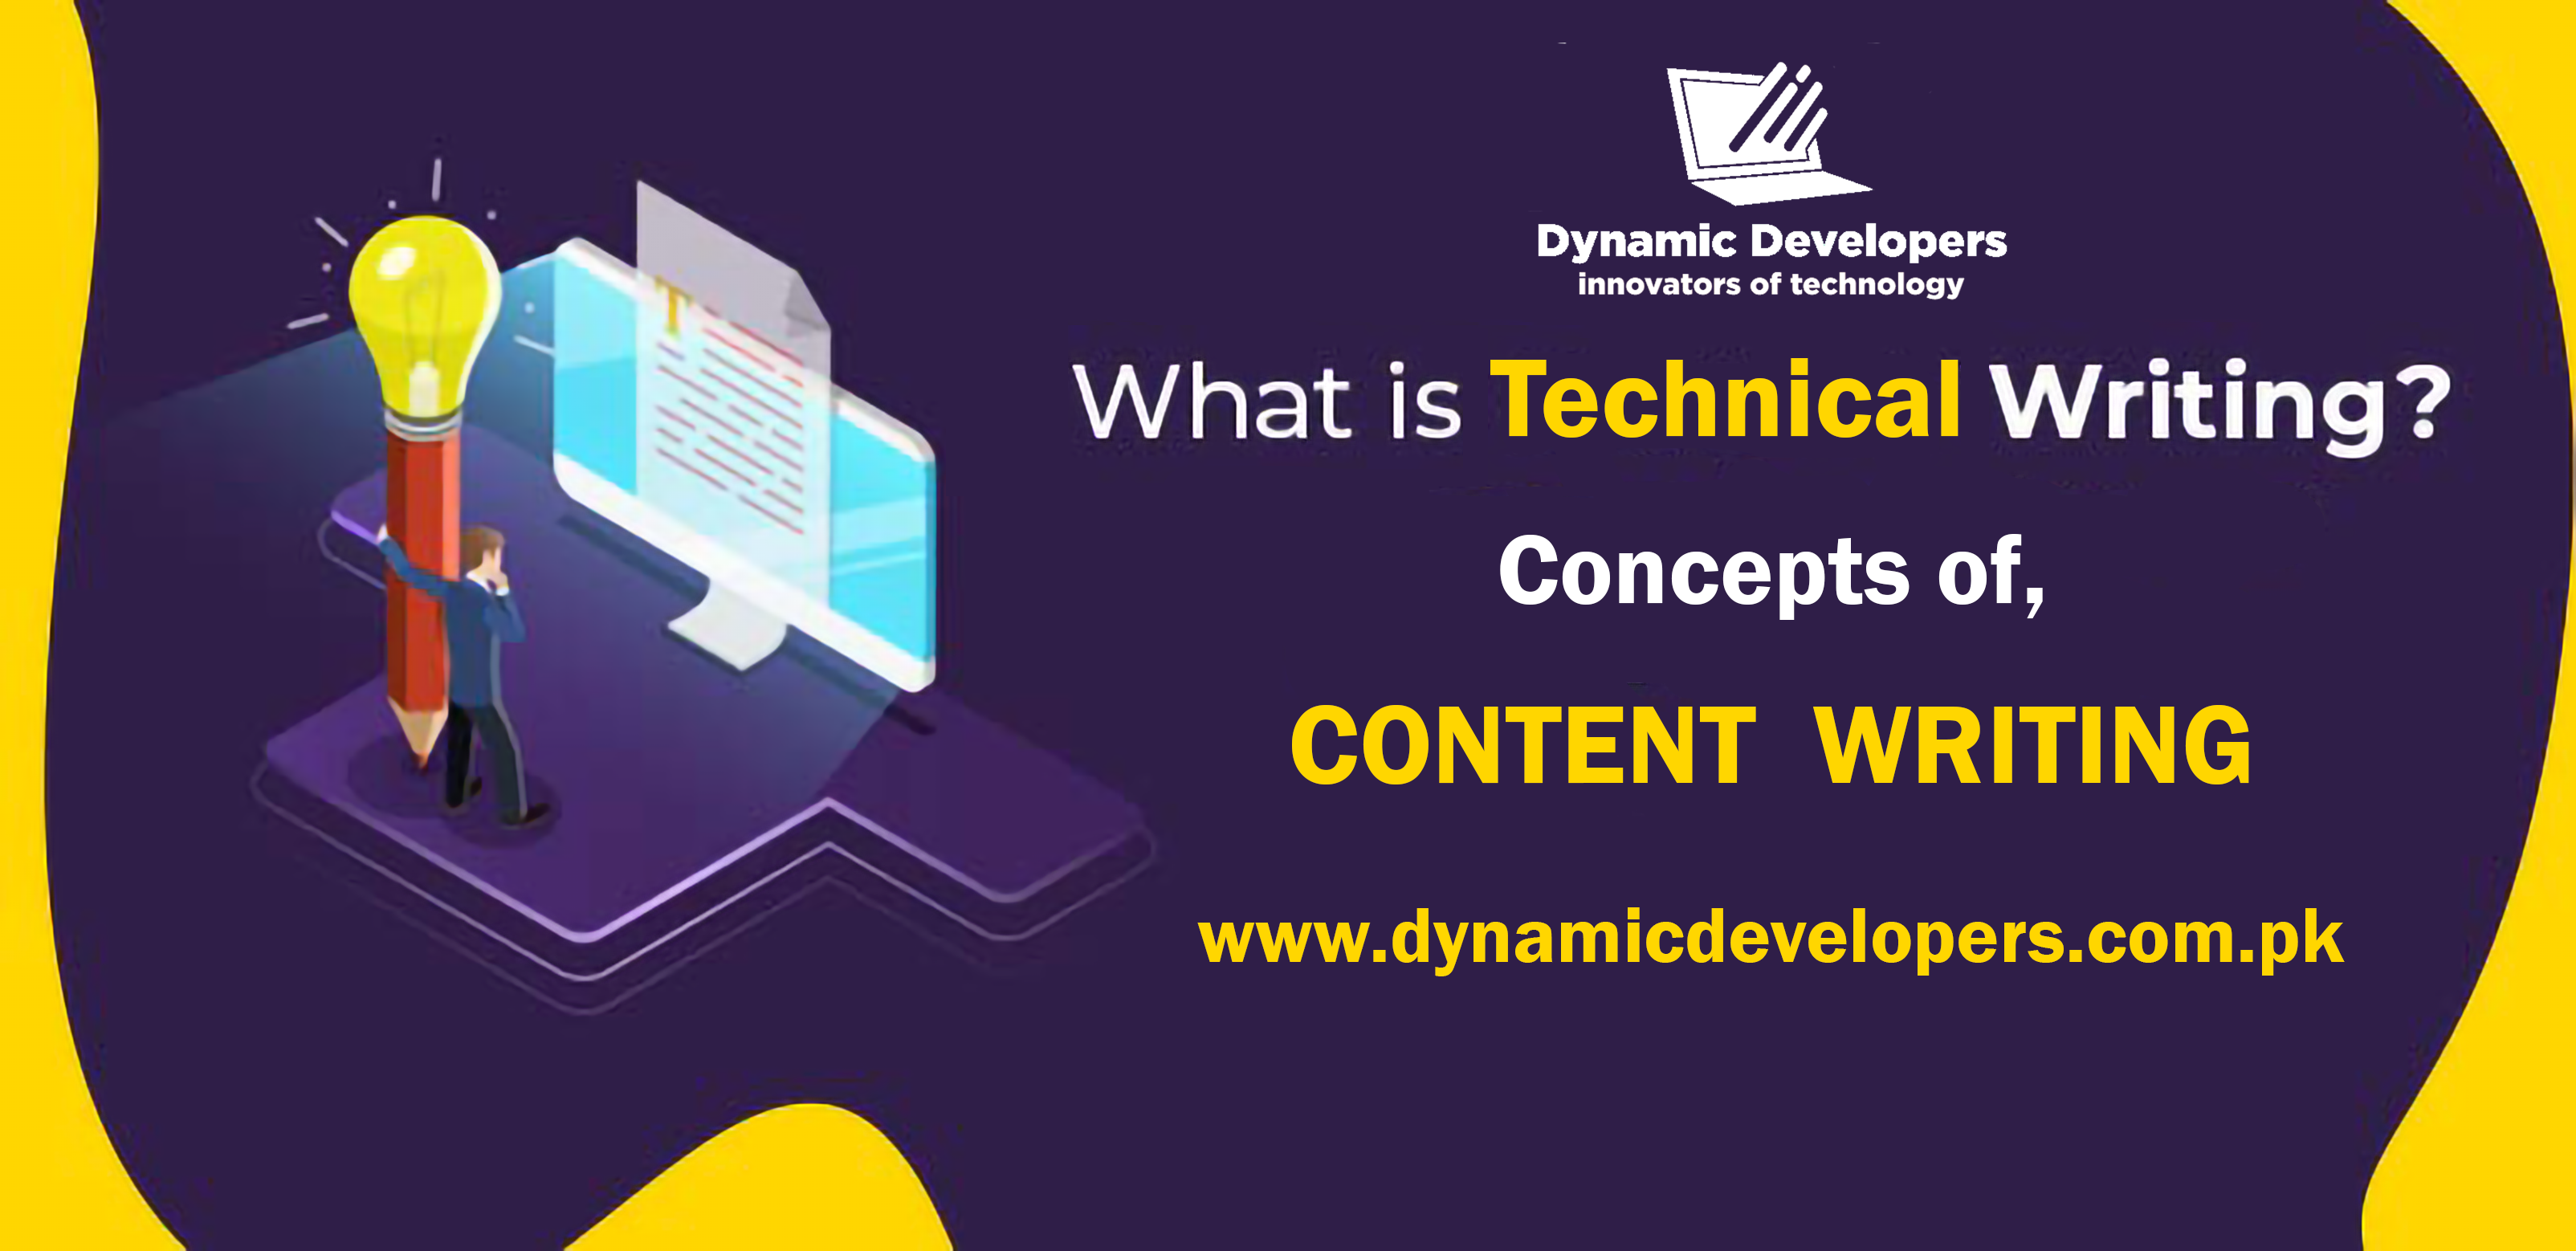 Dynamic Developers
innovators of technology
What is Technical Writing?
Concepts of,
CONTENT WRITING
www.dynamicdevelopers.com.pk
T